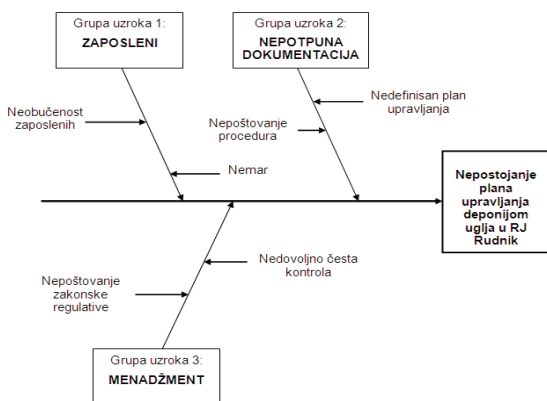 Grupa uzroka 1:
ZAPOSLENI
Grupa uzroka 2:
NEPOTPUNA
DOKUMENTACIJA
Neobučenost
zaposlenih
Nemar
Nedefinisan plan
upravljanja
Nepoštovanje
procedura
Nepostojanje
plana
upravljanja
deponijom
uglja u RJ
Rudnik
Nedovoljno česta
kontrola
Nepoštovanje
zakonske
regulative
Grupa uzroka 3:
MENADŽMENT